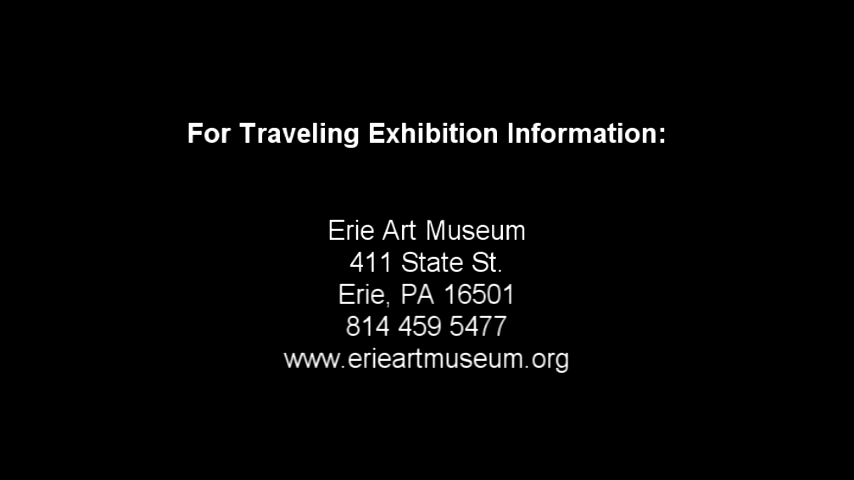 For Traveling Exhibition Information:
Erie Art Museum
411 State St.
Erie, PA 16501
814 459 5477
www.erieartmuseum.org